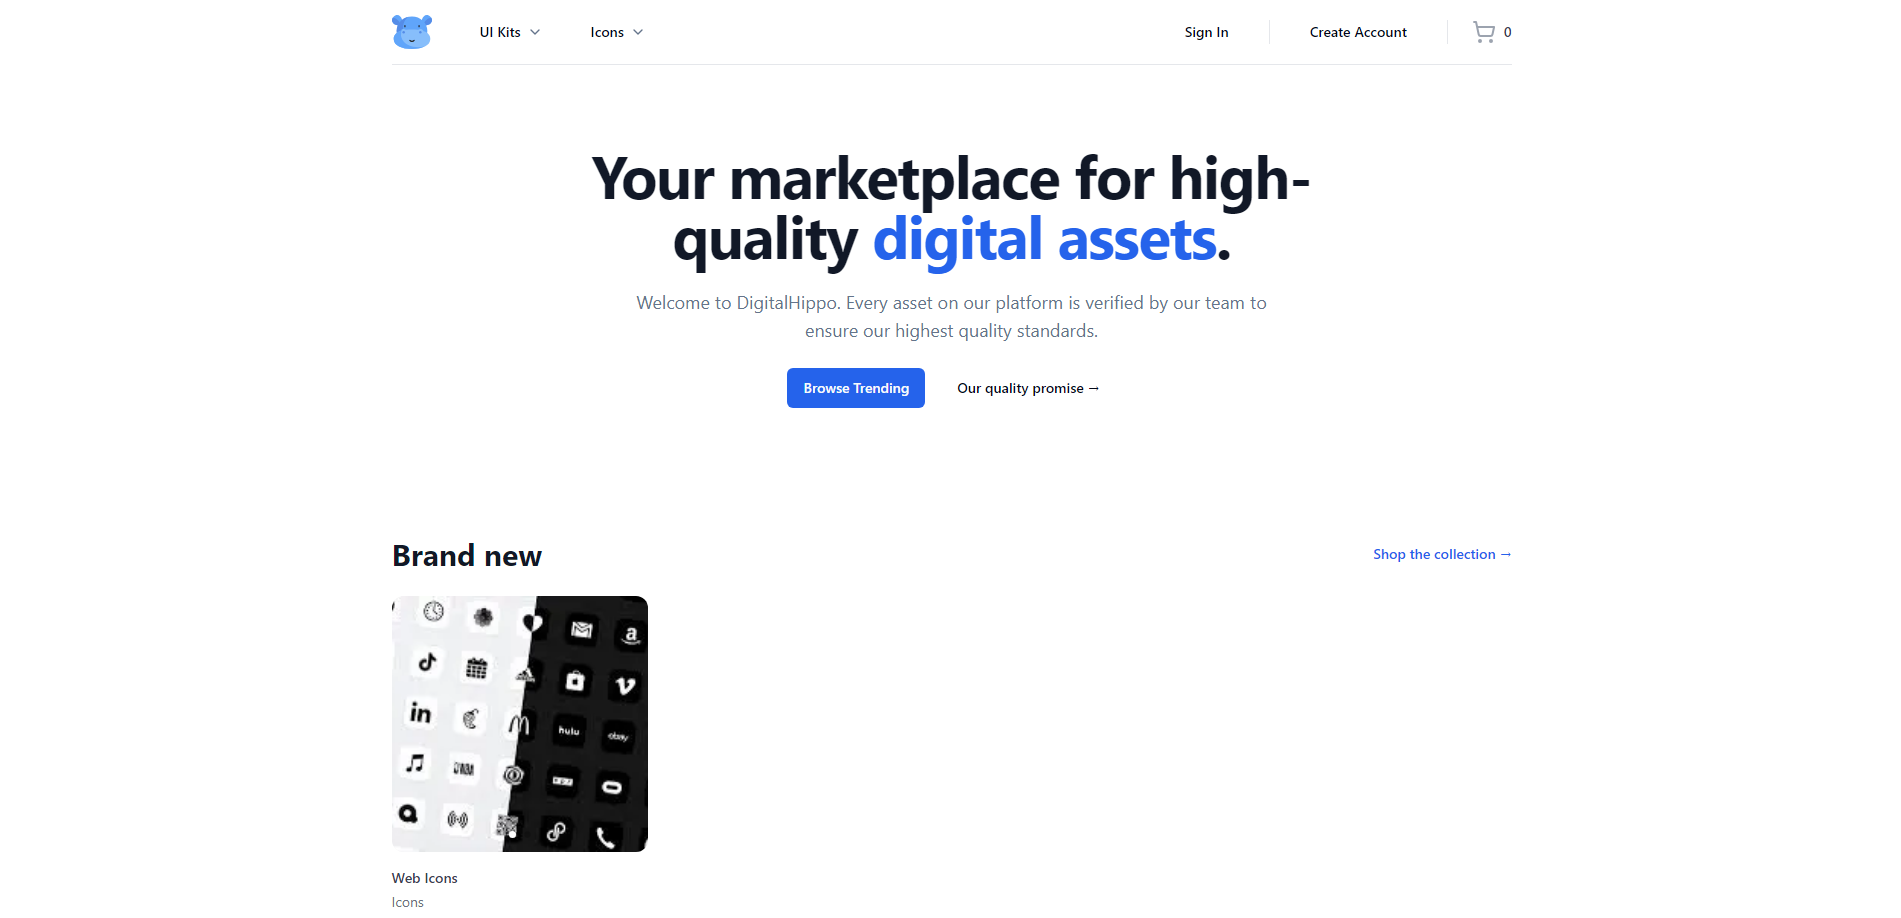 UI Kits
Icons
Sign In
Create Account
0
Your marketplace for high-
quality digital assets.
Welcome to DigitalHippo. Every asset on our platform is verified by our team to
ensure our highest quality standards.
Browse Trending
Our quality promise →
Brand new
Shop the collection →
a
in
hulu
ebay
Web Icons
Icons